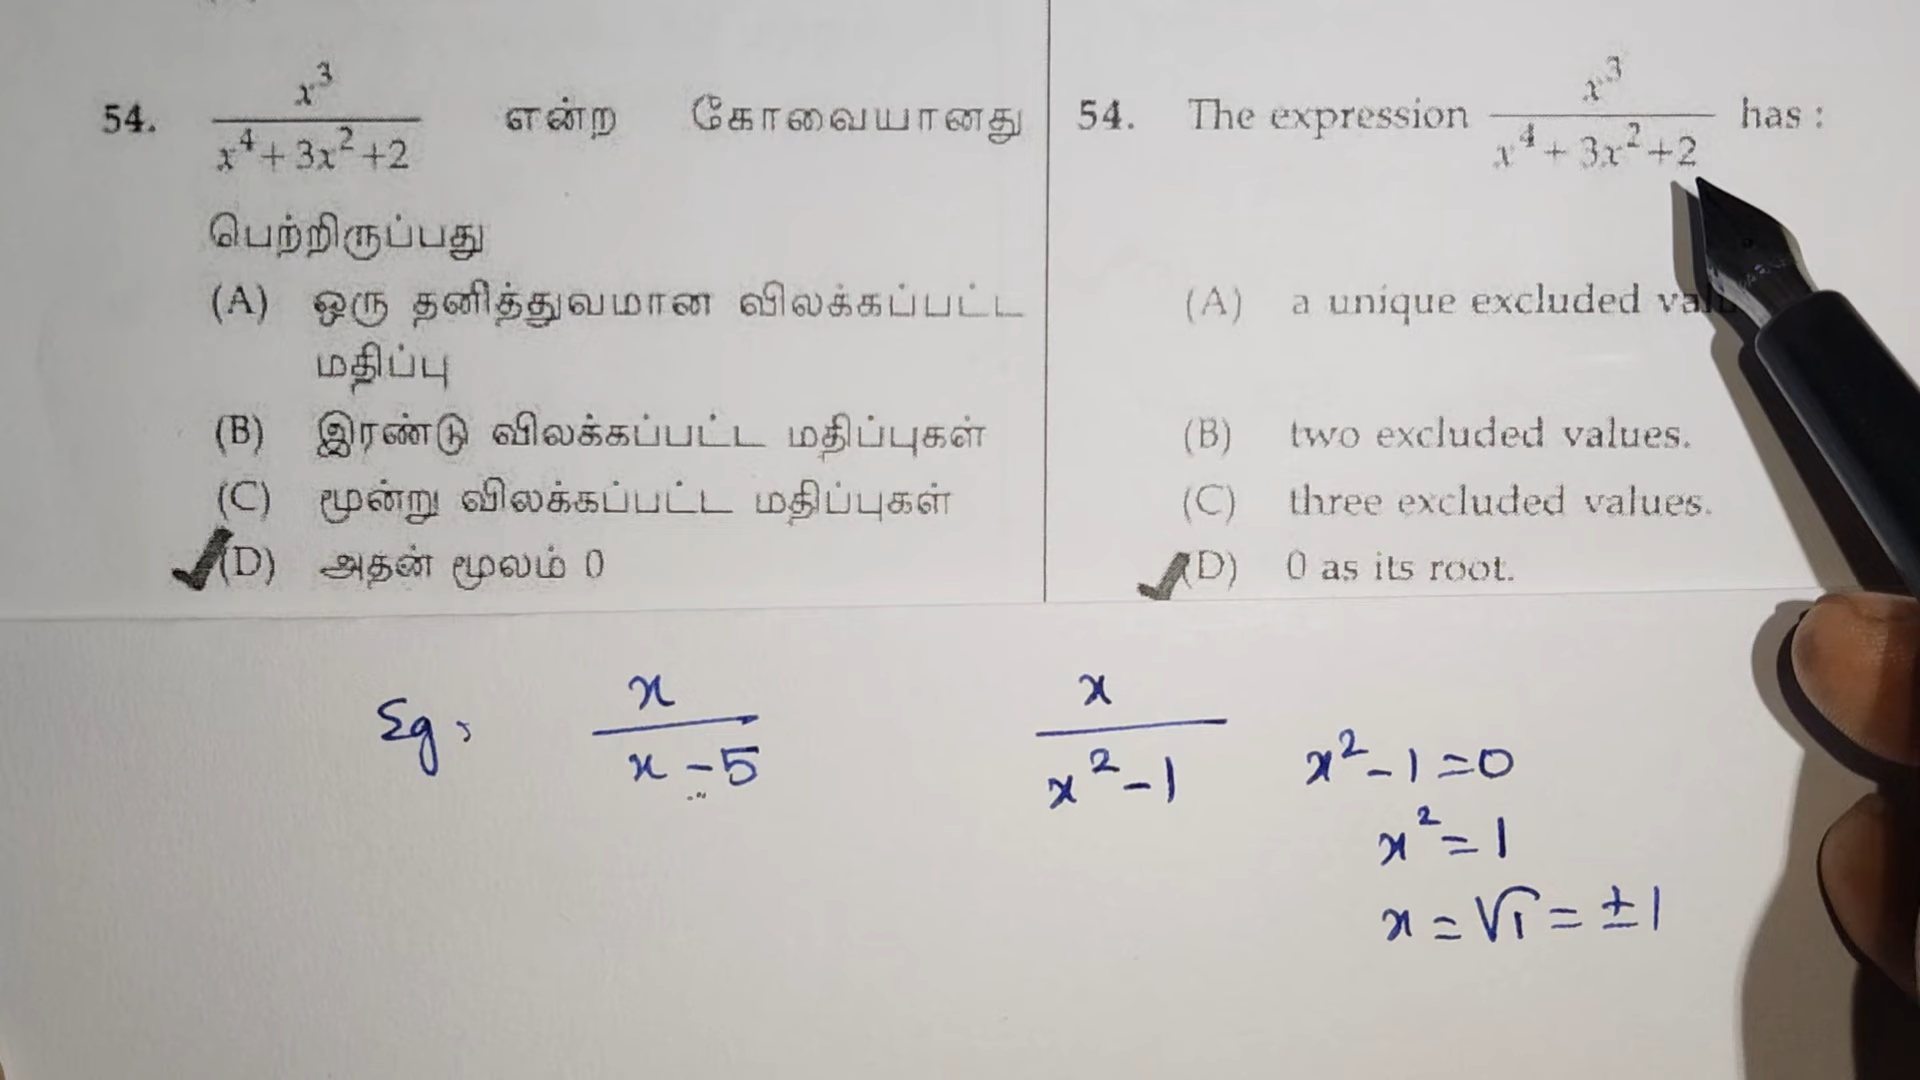 54. x³ / x⁴ + 3x² + 2 என்ற கோவையானது
பெற்றிருப்பது
(A) ஒரு தனித்துவமான விலக்கப்பட்ட
மதிப்பு
(B) இரண்டு விலக்கப்பட்ட மதிப்புகள்
(C) மூன்று விலக்கப்பட்ட மதிப்புகள்
(D) அதன் மூலம் 0
54. The expression x³ / x⁴ + 3x² + 2 has :
(A) a unique excluded
(B) two excluded values.
(C) three excluded values.
(D) 0 as its root.
Eg, x / x - 5
x / x² - 1
x² - 1 = 0
x² = 1
x = √1 = ± 1